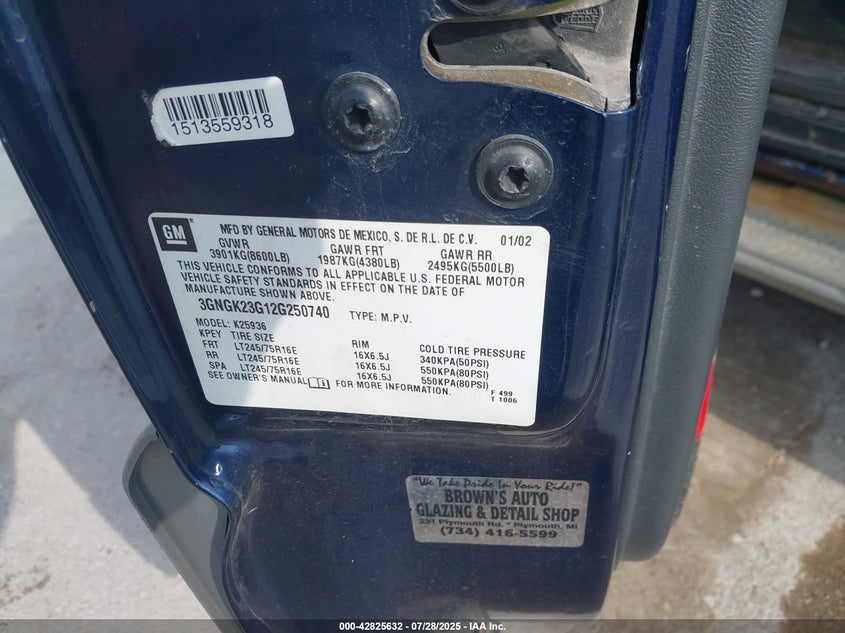 1513559318
GM
MFD BY GENERAL MOTORS DE MEXICO, S. DE R.L. DE C.V. 01/02
GVWR GAWR FRT GAWR RR
3901KG(8600LB) 1987KG(4380LB) 2495KG(5500LB)
THIS VEHICLE CONFORMS TO ALL APPLICABLE U.S. FEDERAL MOTOR
VEHICLE SAFETY STANDARDS IN EFFECT ON THE DATE OF
MANUFACTURE SHOWN ABOVE.
3GNGK23G12G250740 TYPE: M.P.V.
MODEL: K25936
KPEY TIRE SIZE RIM COLD TIRE PRESSURE
FRT LT245/75R16E 16X6.5J 340KPA(50PSI)
RR LT245/75R16E 16X6.5J 550KPA(80PSI)
SPA LT245/75R16E 16X6.5J 550KPA(80PSI)
SEE OWNER'S MANUAL FOR MORE INFORMATION.
F 499
T 1006
"We Take Pride In Your Ride!"
BROWN'S AUTO
GLAZING & DETAIL SHOP
231 Plymouth Rd. * Plymouth, MI
(734) 416-5599
000-42825632 / 07/28/2025 - IAA Inc.